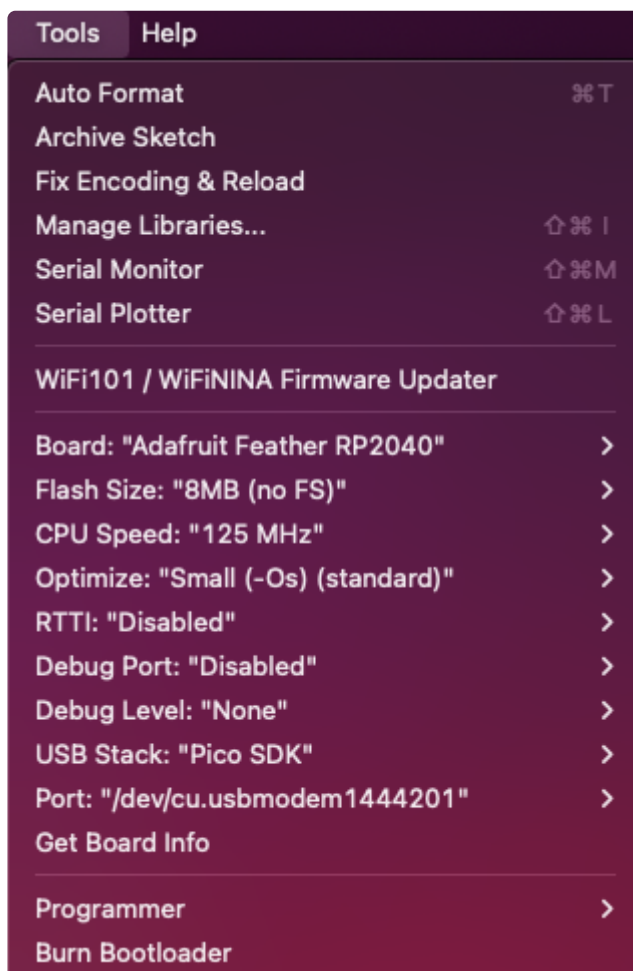 Tools Help
Auto Format ⌘T
Archive Sketch
Fix Encoding & Reload
Manage Libraries... ⇧⌘I
Serial Monitor ⇧⌘M
Serial Plotter ⇧⌘L
WiFi101 / WiFiNINA Firmware Updater
Board: "Adafruit Feather RP2040"
Flash Size: "8MB (no FS)"
CPU Speed: "125 MHz"
Optimize: "Small (-Os) (standard)"
RTTI: "Disabled"
Debug Port: "Disabled"
Debug Level: "None"
USB Stack: "Pico SDK"
Port: "/dev/cu.usbmodem1444201"
Get Board Info
Programmer
Burn Bootloader